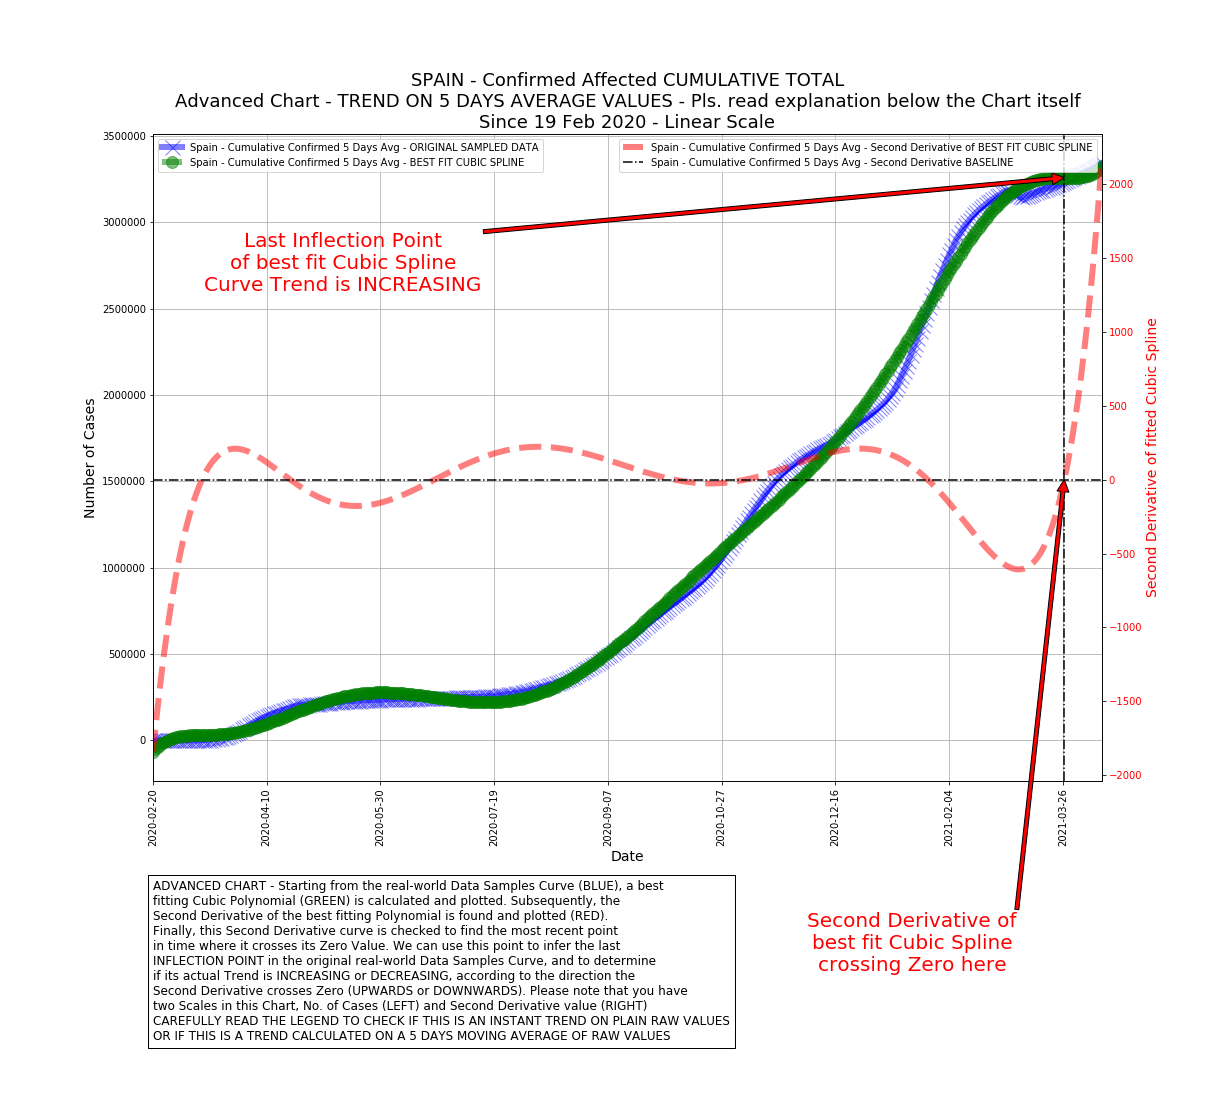 SPAIN - Confirmed Affected CUMULATIVE TOTAL
Advanced Chart - TREND ON 5 DAYS AVERAGE VALUES - Pls. read explanation below the Chart itself
Since 19 Feb 2020 - Linear Scale
Spain - Cumulative Confirmed 5 Days Avg - ORIGINAL SAMPLED DATA
Spain - Cumulative Confirmed 5 Days Avg - BEST FIT CUBIC SPLINE
Spain - Cumulative Confirmed 5 Days Avg - Second Derivative of BEST FIT CUBIC SPLINE
Spain - Cumulative Confirmed 5 Days Avg - Second Derivative BASELINE
Last Inflection Point
of best fit Cubic Spline
Curve Trend is INCREASING
Number of Cases
3500000
3000000
2500000
2000000
1500000
1000000
500000
0
2000
1500
1000
500
0
−500
−1000
−1500
−2000
Second Derivative of fitted Cubic Spline
2020-02-20
2020-04-10
2020-05-30
2020-07-19
2020-09-07
2020-10-27
2020-12-16
2021-02-04
2021-03-26
Date
ADVANCED CHART - Starting from the real-world Data Samples Curve (BLUE), a best
fitting Cubic Polynomial (GREEN) is calculated and plotted. Subsequently, the
Second Derivative of the best fitting Polynomial is found and plotted (RED).
Finally, this Second Derivative curve is checked to find the most recent point
in time where it crosses its Zero Value. We can use this point to infer the last
INFLECTION POINT in the original real-world Data Samples Curve, and to determine
if its actual Trend is INCREASING or DECREASING, according to the direction the
Second Derivative crosses Zero (UPWARDS or DOWNWARDS). Please note that you have
two Scales in this Chart, No. of Cases (LEFT) and Second Derivative value (RIGHT)
CAREFULLY READ THE LEGEND TO CHECK IF THIS IS AN INSTANT TREND ON PLAIN RAW VALUES
OR IF THIS IS A TREND CALCULATED ON A 5 DAYS MOVING AVERAGE OF RAW VALUES
Second Derivative of
best fit Cubic Spline
crossing Zero here